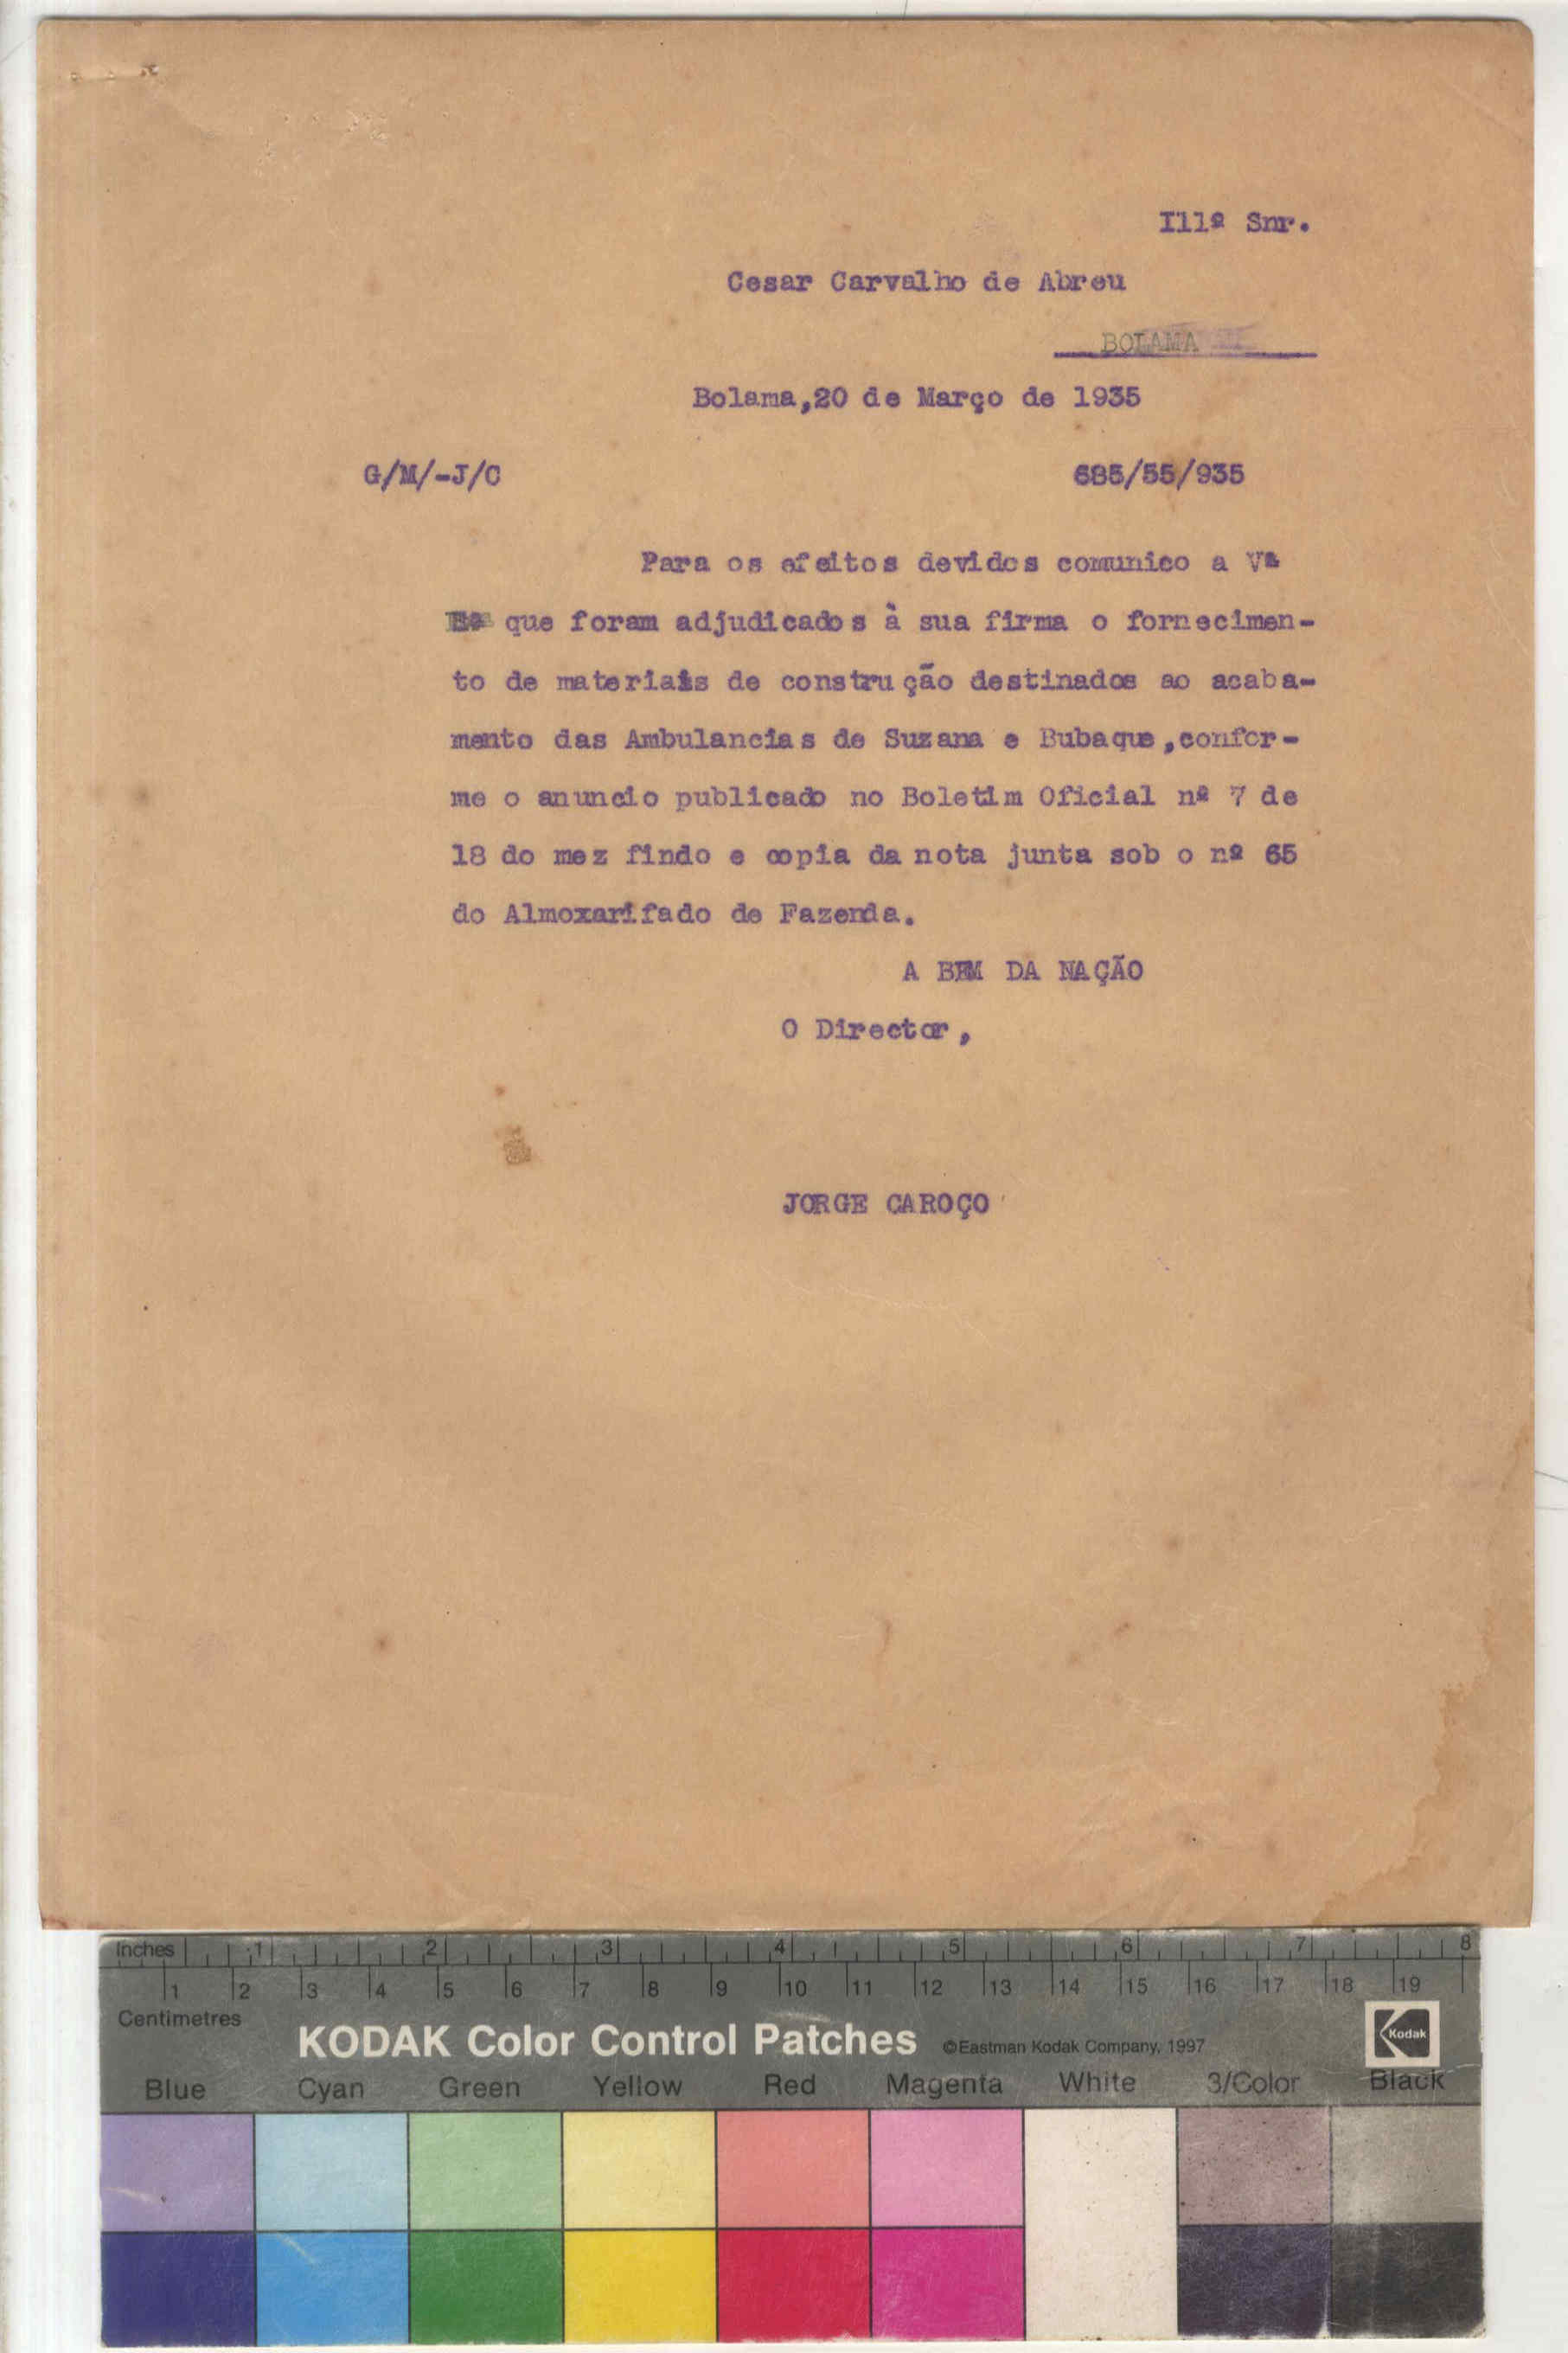 Illº Snr.
Cesar Carvalho de Abreu
BOLAMA
Bolama,20 de Março de 1935
G/M/-J/C 685/55/935
Para os efeitos devidos comunico a Vª
Eª que foram adjudicados à sua firma o fornecimen-
to de materiais de construção destinados ao acaba-
mento das Ambulancias de Suzana e Bubaque,confor-
me o anuncio publicado no Boletim Oficial nº 7 de
18 do mez findo e copia da nota junta sob o nº 65
do Almoxarifado de Fazenda.
A BEM DA NAÇÃO
O Director,
JORGE CAROÇO
Inches 1 2 3 4 5 6 7 8
1 2 3 4 5 6 7 8 9 10 11 12 13 14 15 16 17 18 19
Centimetres
KODAK Color Control Patches ©Eastman Kodak Company, 1997 Kodak
Blue Cyan Green Yellow Red Magenta White 3/Color Black